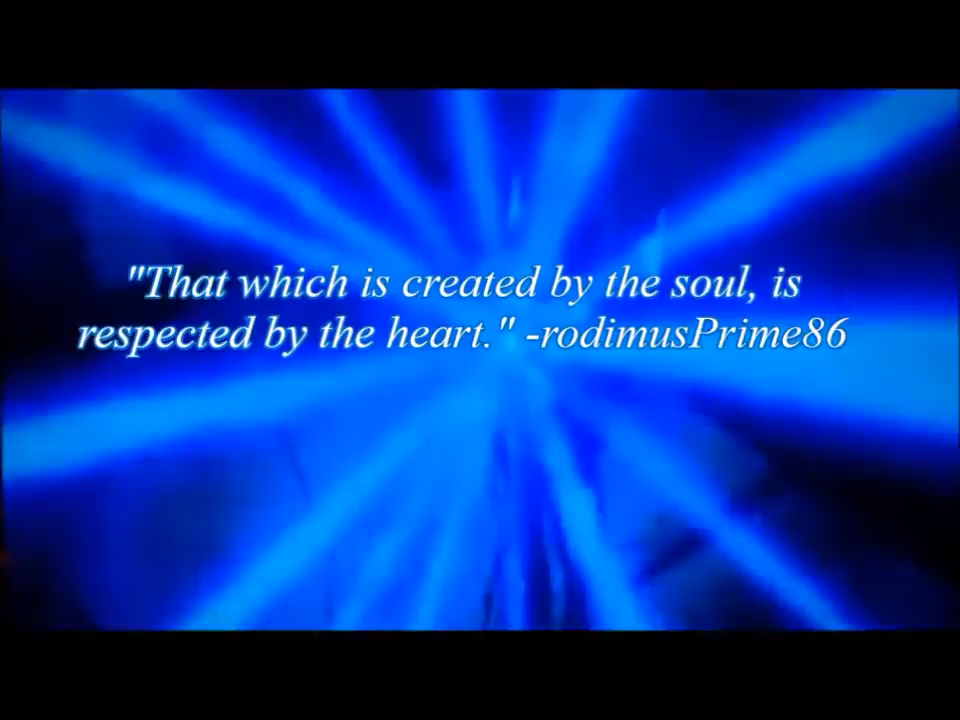 "That which is created by the soul, is
respected by the heart." -rodimusPrime86